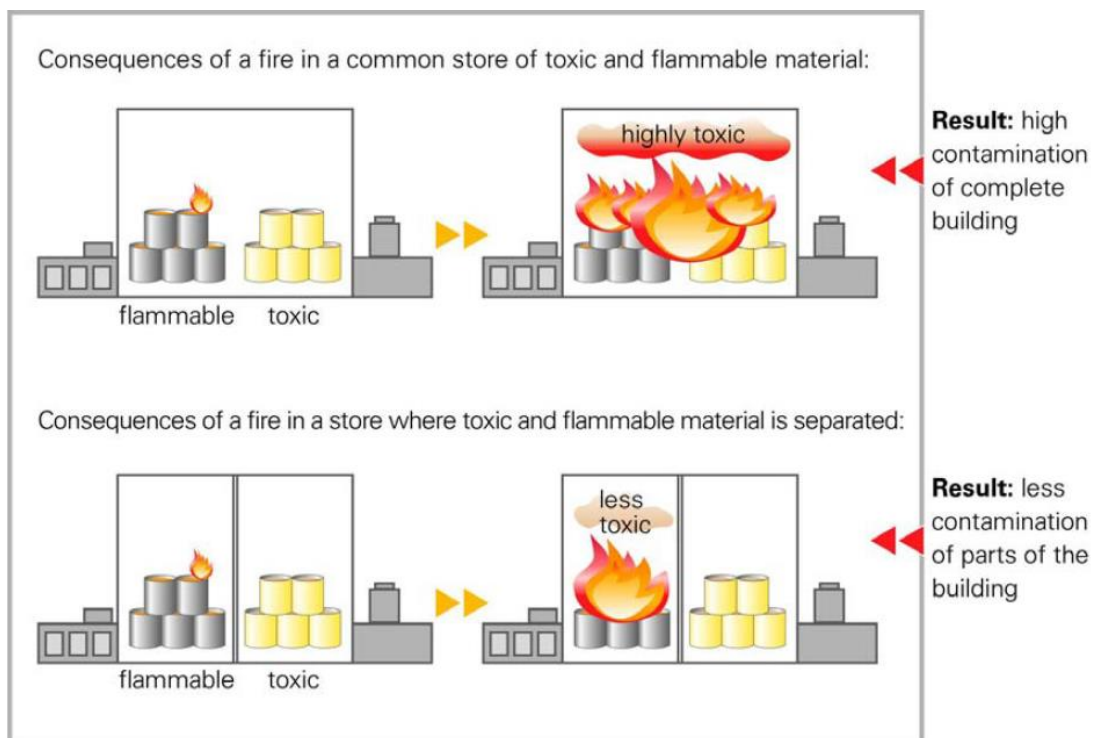 Consequences of a fire in a common store of toxic and flammable material:
highly toxic
flammable toxic
Result: high
contamination
of complete
building
Consequences of a fire in a store where toxic and flammable material is separated:
less
toxic
flammable toxic
Result: less
contamination
of parts of the
building